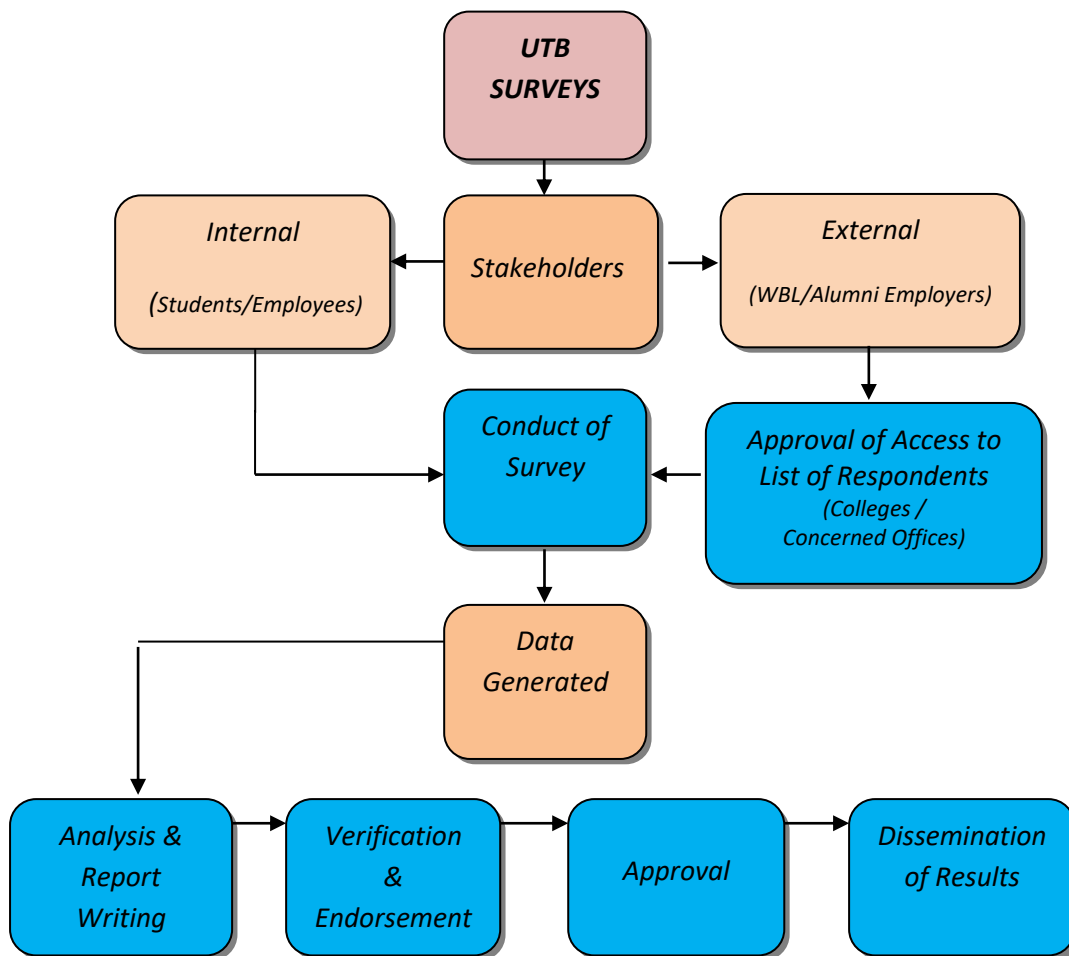 UTB
SURVEYS
Internal
(Students/Employees)
Stakeholders
External
(WBL/Alumni Employers)
Conduct of
Survey
Approval of Access to
List of Respondents
(Colleges /
Concerned Offices)
Data
Generated
Analysis &
Report
Writing
Verification
&
Endorsement
Approval
Dissemination
of Results